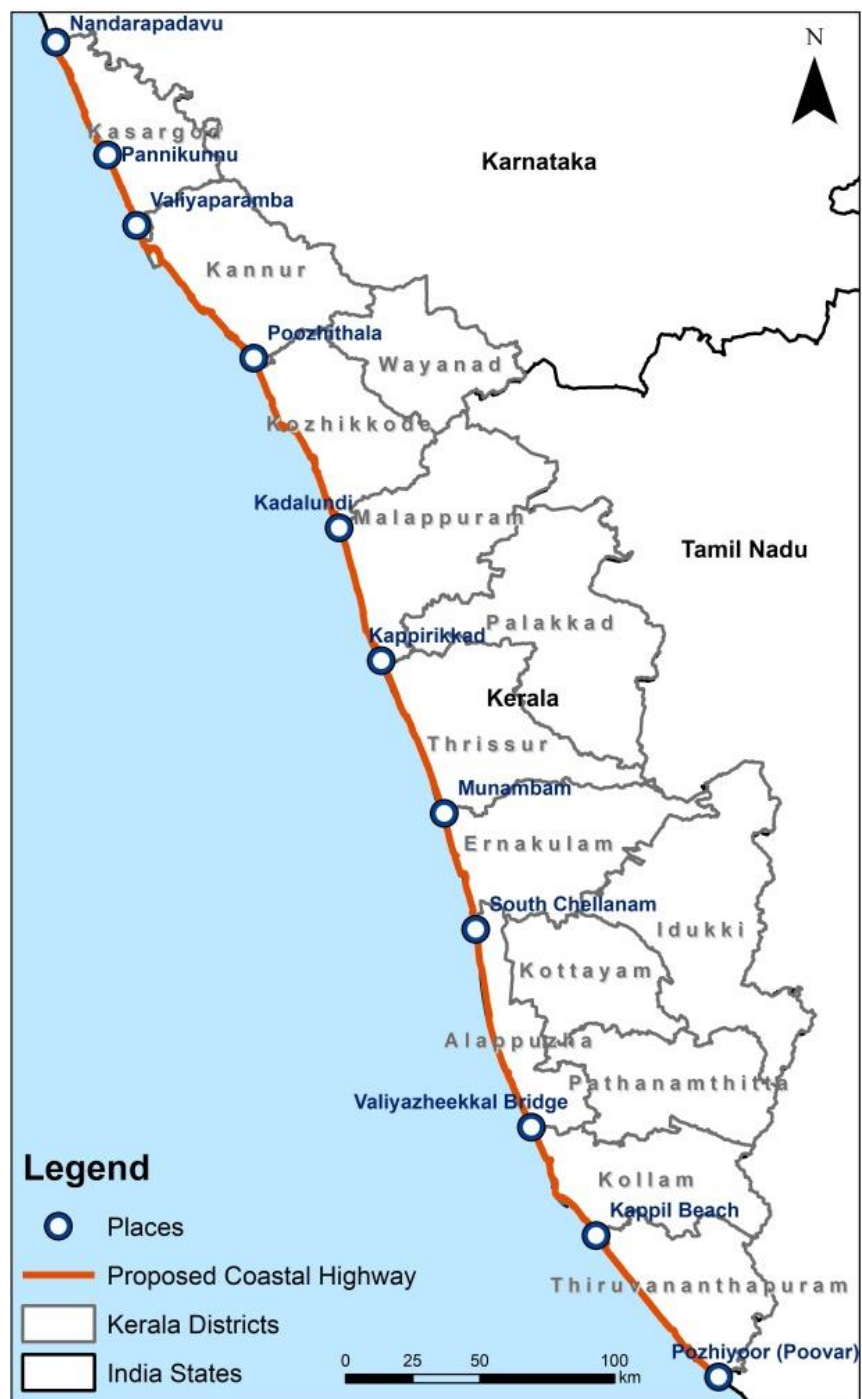 Nandarapadavu
N
Kasargod
Pannikunnu
Karnataka
Valiyaparamba
Kannur
Poozhithala
Wayanad
Kozhikkode
Kadalundi
Malappuram
Tamil Nadu
Palakkad
Kappirikkad
Kerala
Thrissur
Munambam
Ernakulam
South Chellanam
Idukki
Kottayam
Alappuzha
Pathanamthitta
Valiyazheekkal Bridge
Legend
Kollam
Kappil Beach
Places
Proposed Coastal Highway
Thiruvananthapuram
Kerala Districts
Pozhiyoor (Poovar)
India States
0 25 50 100
km